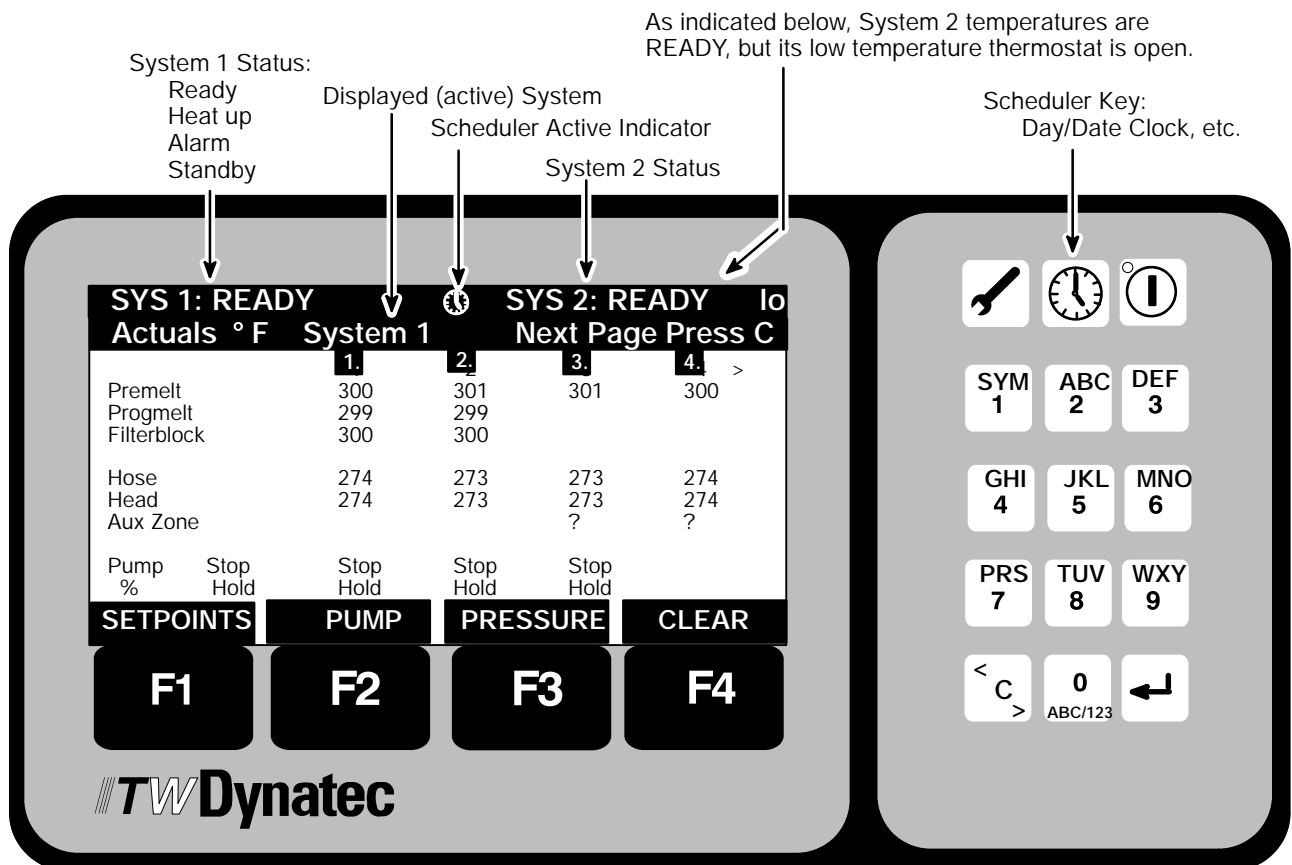 As indicated below, System 2 temperatures are
READY, but its low temperature thermostat is open.
System 1 Status:
Ready
Heat up
Alarm
Standby
Displayed (active) System
Scheduler Active Indicator
System 2 Status
Scheduler Key:
Day/Date Clock, etc.
SYS 1: READY SYS 2: READY lo
Actuals ° F System 1 Next Page Press C
1. 2. 3. 4. >
Premelt 300 301 301 300
Progmelt 299 299
Filterblock 300 300
Hose 274 273 273 274
Head 274 273 273 274
Aux Zone ? ?
Pump Stop Stop Stop Stop
% Hold Hold Hold Hold
SETPOINTS PUMP PRESSURE CLEAR
F1 F2 F3 F4
ITW Dynatec
SYM ABC DEF
1 2 3
GHI JKL MNO
4 5 6
PRS TUV WXY
7 8 9
< C > 0
ABC/123